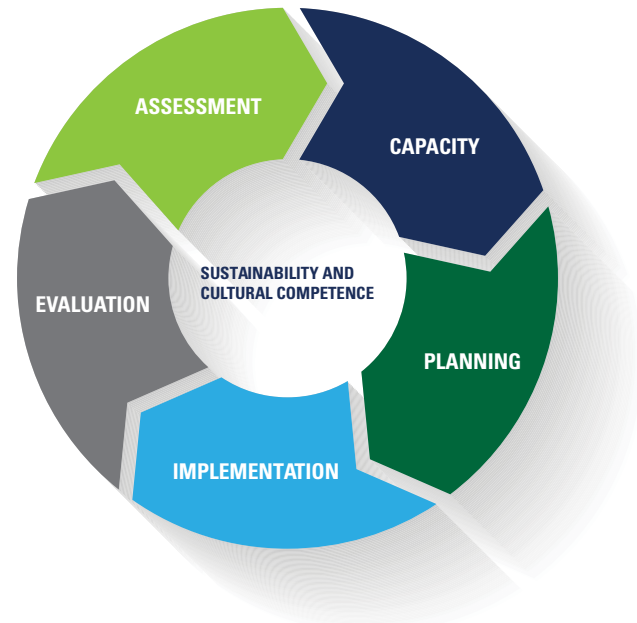 ASSESSMENT
CAPACITY
SUSTAINABILITY AND
CULTURAL COMPETENCE
EVALUATION
PLANNING
IMPLEMENTATION